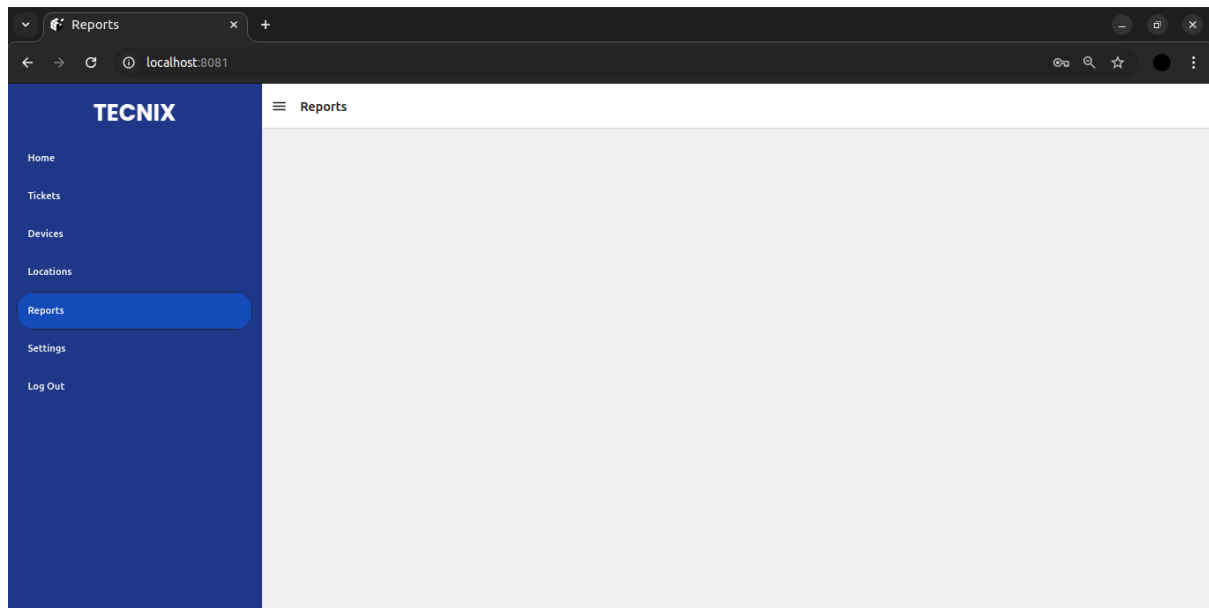 Reports
localhost:8081
TECNIX
Reports
Home
Tickets
Devices
Locations
Reports
Settings
Log Out